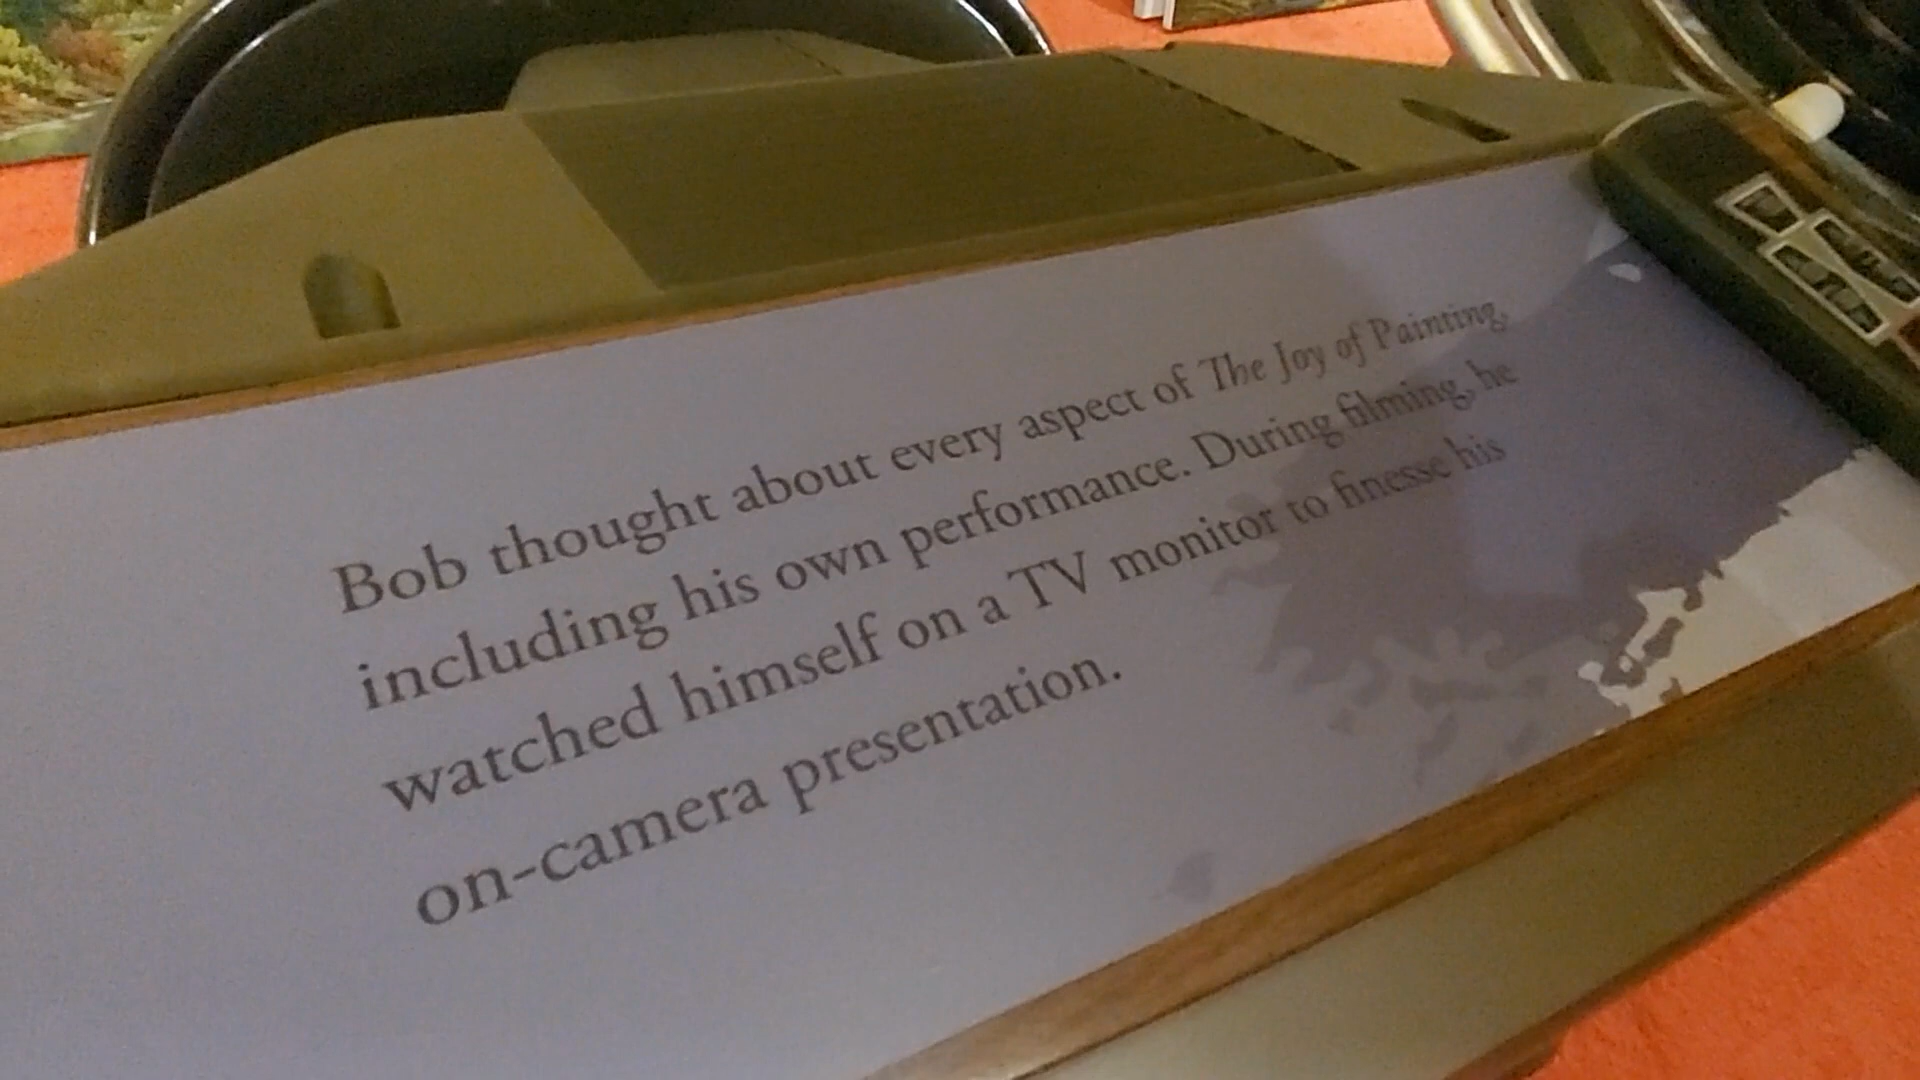 Bob thought about every aspect of The Joy of Painting,
including his own performance. During filming, he
watched himself on a TV monitor to finesse his
on-camera presentation.